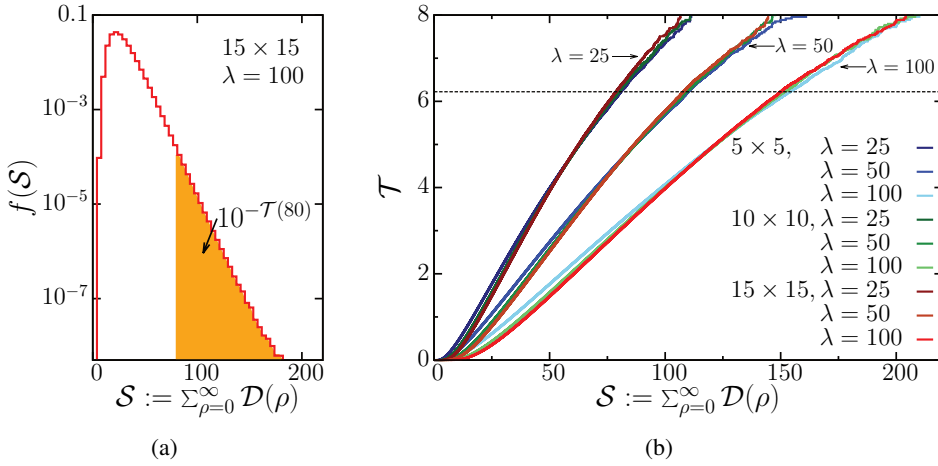 0.1
10⁻³
10⁻⁵
10⁻⁷
f(𝒮)
15 × 15
λ = 100
10^{−𝒯(80)}
0 100 200
𝒮 := Σ_{ρ=0}^{∞} 𝒟(ρ)
(a)
8
6
4
2
0
𝒯
λ = 25
λ = 50
λ = 100
5 × 5, λ = 25
λ = 50
λ = 100
10 × 10, λ = 25
λ = 50
λ = 100
15 × 15, λ = 25
λ = 50
λ = 100
0 50 100 150 200
𝒮 := Σ_{ρ=0}^{∞} 𝒟(ρ)
(b)